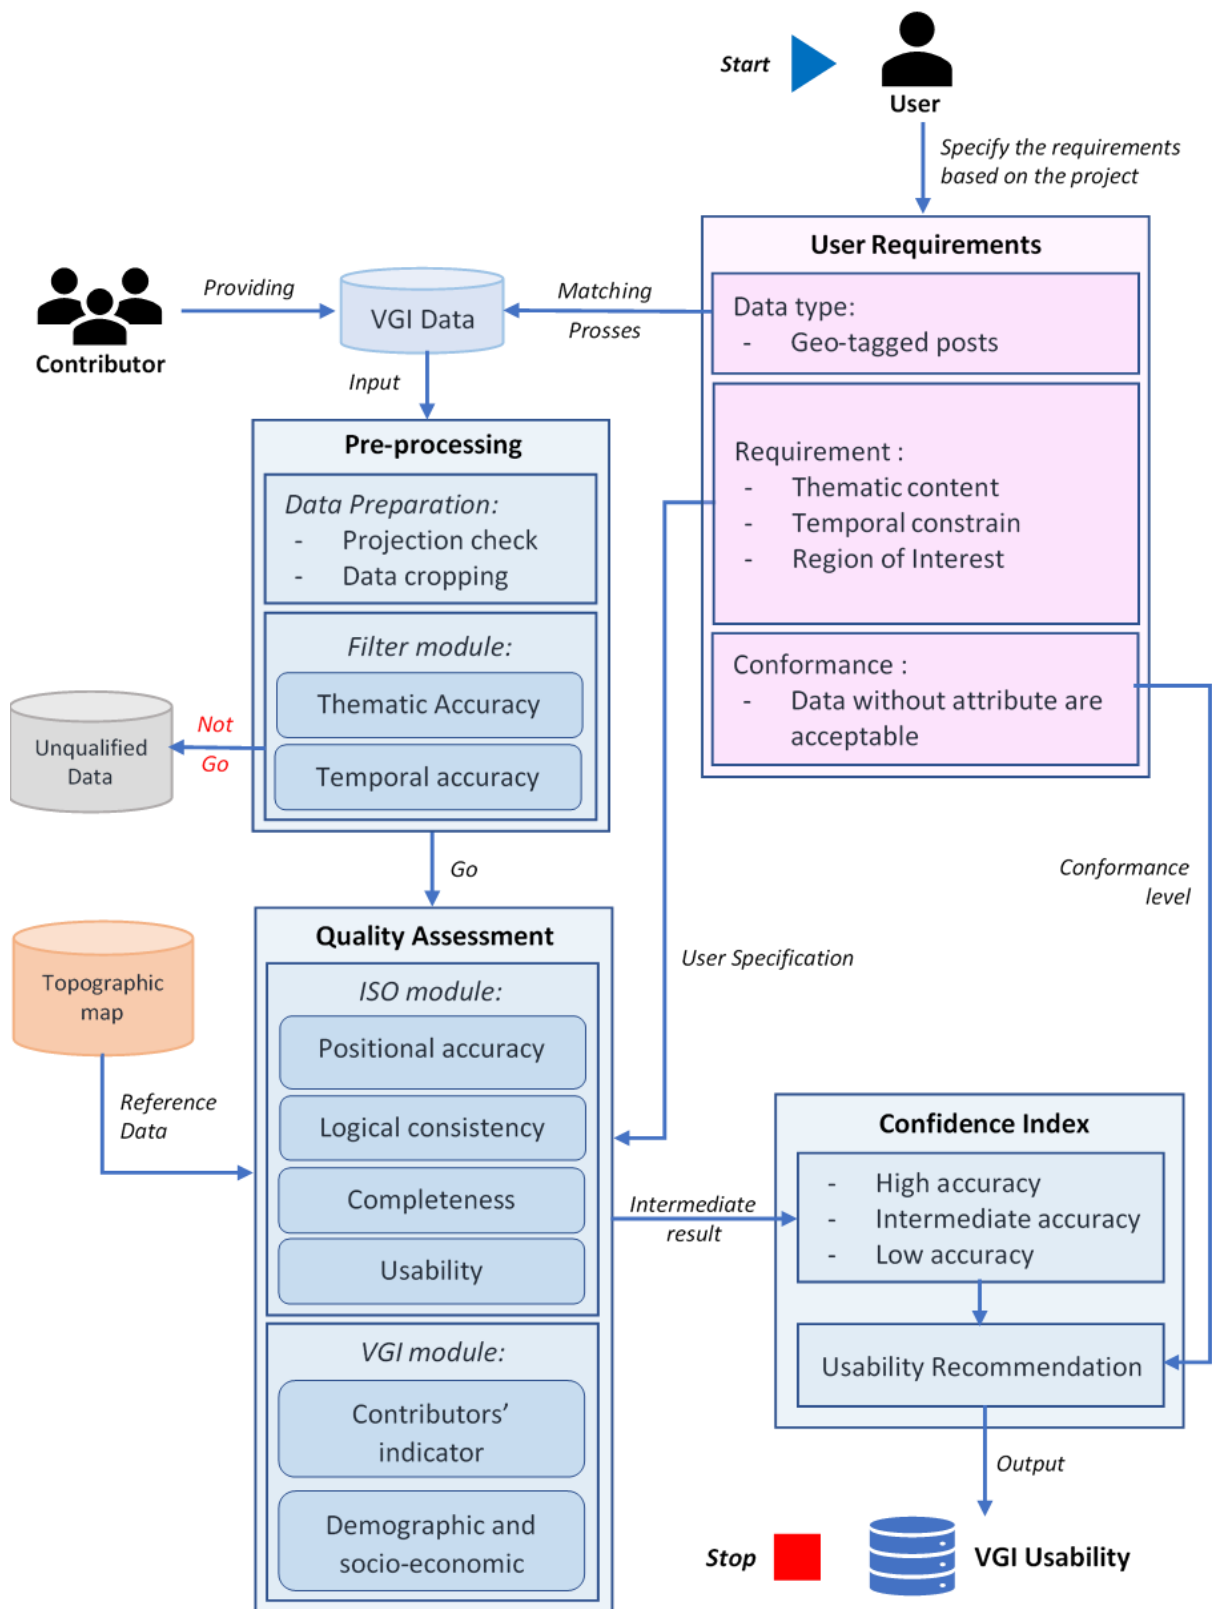 Start
User
Specify the requirements
based on the project
User Requirements
Data type:
- Geo-tagged posts
Requirement :
- Thematic content
- Temporal constrain
- Region of Interest
Conformance :
- Data without attribute are
acceptable
Contributor
Providing
VGI Data
Matching
Prosses
Input
Pre-processing
Data Preparation:
- Projection check
- Data cropping
Filter module:
Thematic Accuracy
Temporal accuracy
Not
Go
Unqualified
Data
Go
Conformance
level
User Specification
Topographic
map
Reference
Data
Quality Assessment
ISO module:
Positional accuracy
Logical consistency
Completeness
Usability
VGI module:
Contributors’
indicator
Demographic and
socio-economic
Intermediate
result
Confidence Index
- High accuracy
- Intermediate accuracy
- Low accuracy
Usability Recommendation
Output
Stop
VGI Usability